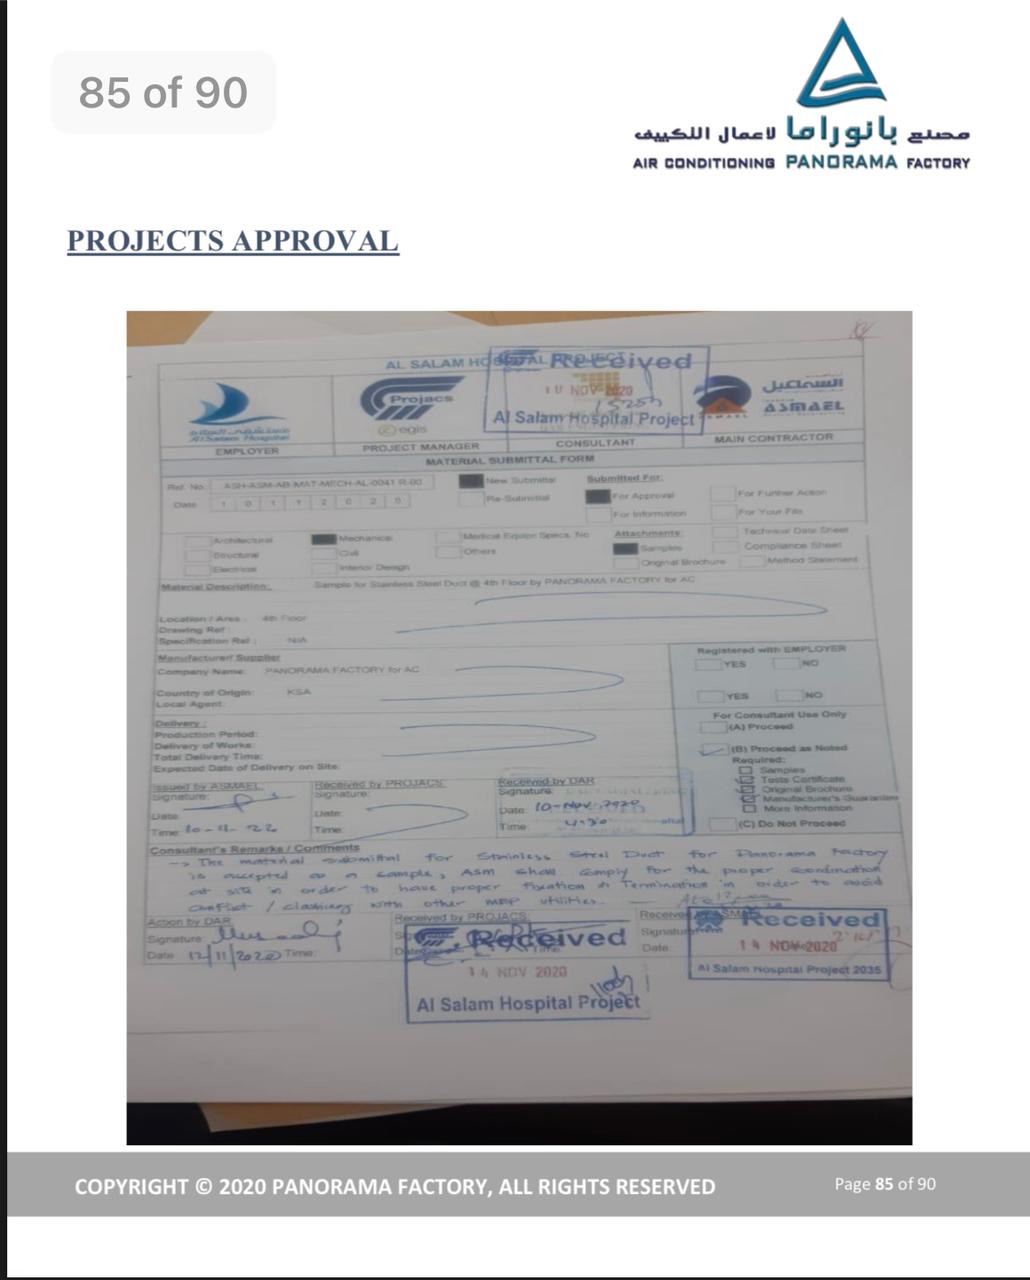 85 of 90
مصنع بانوراما لاعمال التكييف
AIR CONDITIONING PANORAMA FACTORY
PROJECTS APPROVAL
AL SALAM HOSPITAL PROJECT
Received
10 NOV 2020
Al Salam Hospital Project
Projacs
egis
السماعيل
ASMAEL
Al Salam Hospital
EMPLOYER
PROJECT MANAGER
CONSULTANT
MAIN CONTRACTOR
MATERIAL SUBMITTAL FORM
Ref. No. ASH-ASM-AB-MAT-MECH-AL-0041 R-00
Date 1 0 1 1 2 0 2 0
New Submittal
Re-Submittal
Submitted For:
For Approval
For Information
For Further Action
For Your File
Architectural
Structural
Electrical
Mechanical
Civil
Interior Design
Medical Equipn Specs. No
Others
Attachments:
Samples
Original Brochure
Technical Data Sheet
Compliance Sheet
Method Statement
Material Description: Sample for Stainless Steel Duct @ 4th Floor by PANORAMA FACTORY for AC
Location / Area : 4th Floor
Drawing Ref :
Specification Ref : N/A
Manufacturer/ Supplier
Company Name: PANORAMA FACTORY for AC
Country of Origin: KSA
Local Agent:
Registered with EMPLOYER
YES NO
YES NO
Delivery :
Production Period:
Delivery of Works:
Total Delivery Time:
Expected Date of Delivery on Site:
For Consultant Use Only
(A) Proceed
(B) Proceed as Noted
Required:
Samples
Tests Certificate
Original Brochure
Manufacturer's Guarantee
More Information
(C) Do Not Proceed
Issued by ASMAEL
Signature:
Date:
Time: 10-11-22
Received by PROJACS:
Signature:
Date:
Time:
Received by DAR
Signature:
Date: 10-Nov. 2020
Time 4:30
Consultant's Remarks / Comments
→ The material submittal for Stainless Steel Duct for Panorama Factory
is accepted as a sample, ASM shall comply for the proper coordination
at site in order to have proper fixation & Termination in order to avoid
conflict / clashing with other MEP utilities.
Action by DAR
Signature:
Date 12/11/2020 Time:
Received by PROJACS:
Received
14 NOV 2020
Al Salam Hospital Project
Received by ASMAEL
Signature
Date:
Received
14 NOV 2020
Al Salam Hospital Project 2035
COPYRIGHT © 2020 PANORAMA FACTORY, ALL RIGHTS RESERVED
Page 85 of 90